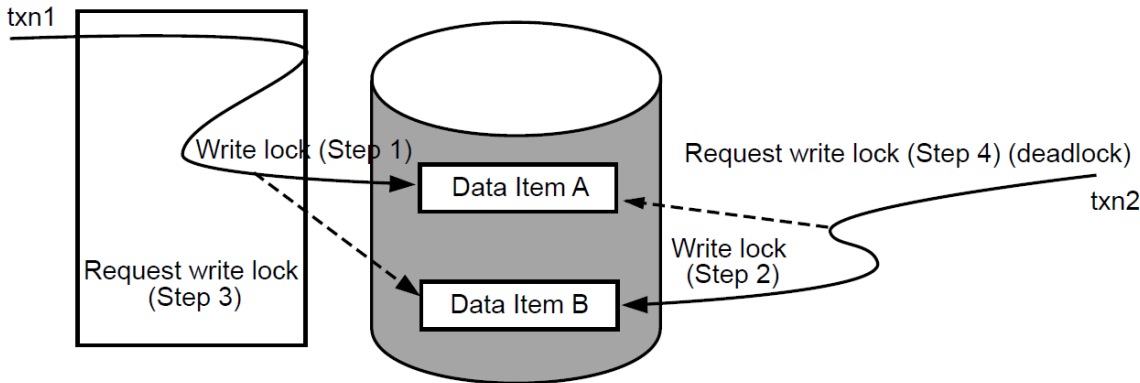 txn1
Write lock (Step 1)
Data Item A
Request write lock (Step 4) (deadlock)
txn2
Write lock
(Step 2)
Request write lock
(Step 3)
Data Item B